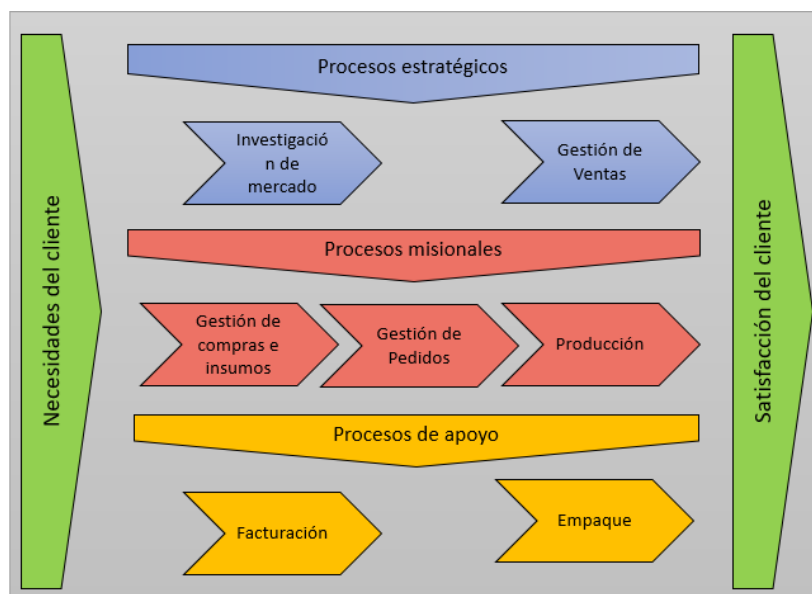 Procesos estratégicos
Investigació
n de
mercado
Gestión de
Ventas
Necesidades del cliente
Procesos misionales
Gestión de
compras e
insumos
Gestión de
Pedidos
Producción
Satisfacción del cliente
Procesos de apoyo
Facturación
Empaque